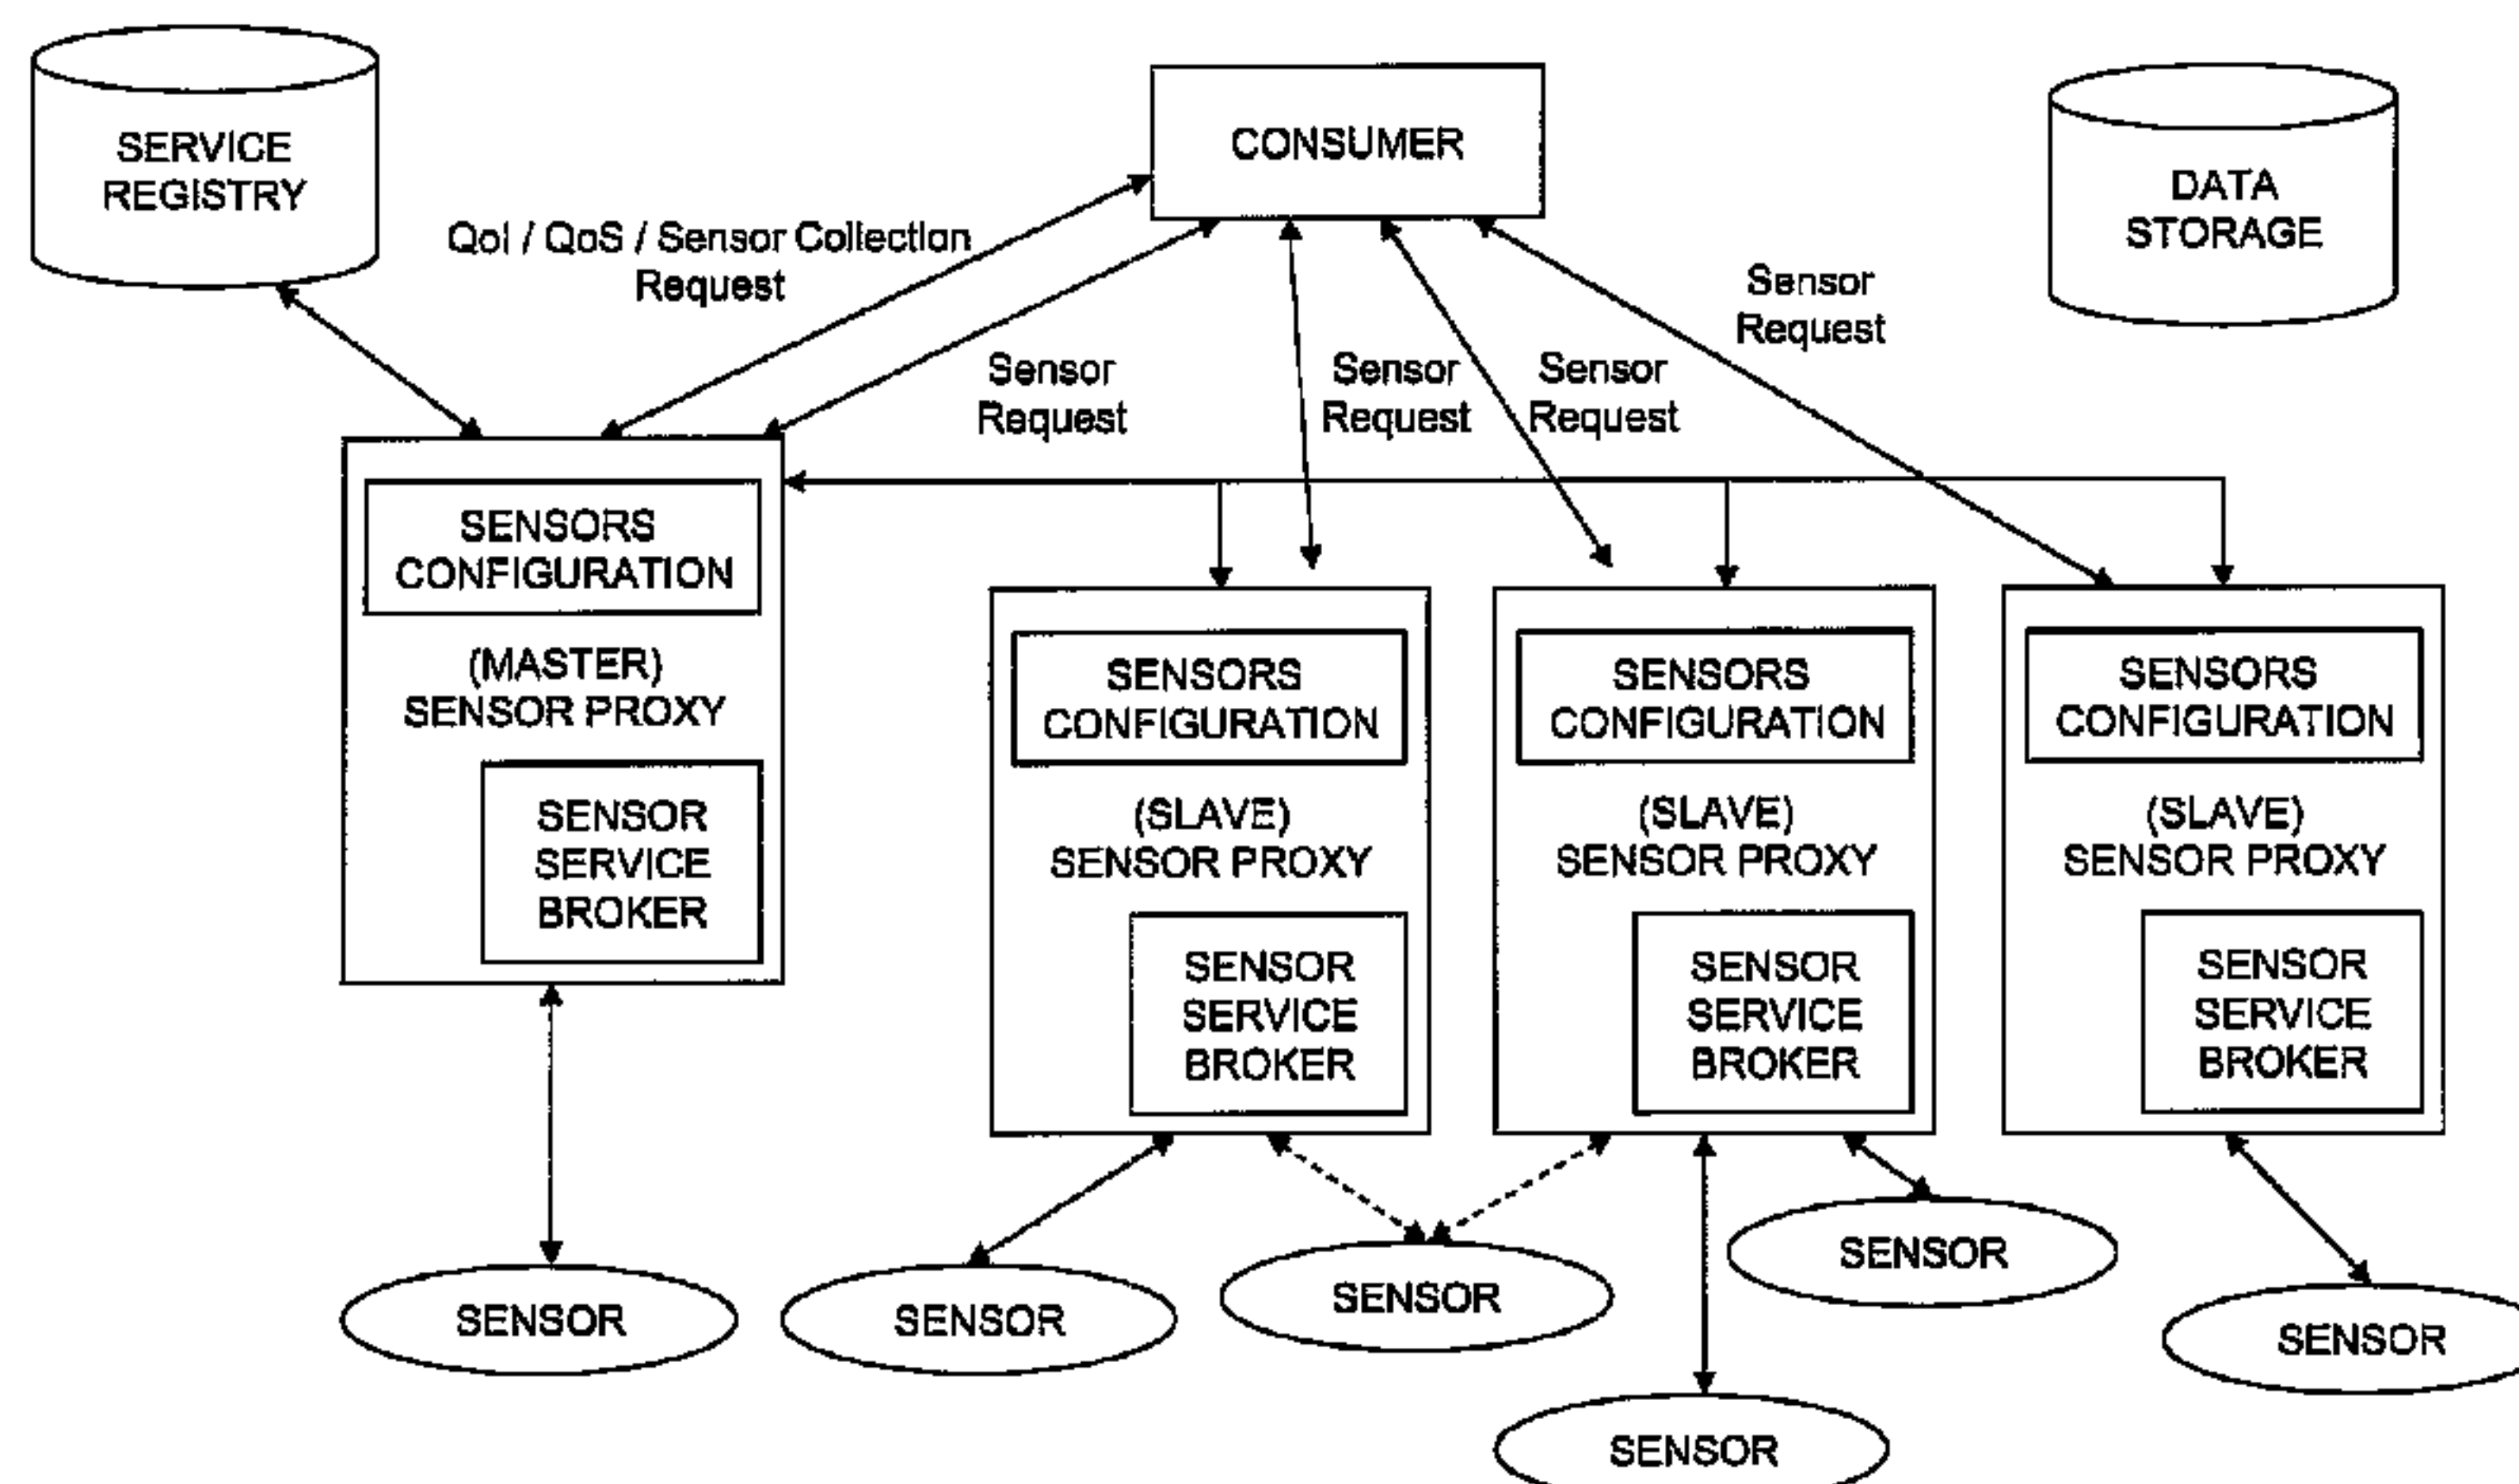 SERVICE
REGISTRY
CONSUMER
DATA
STORAGE
QoI / QoS / Sensor Collection
Request
Sensor
Request
Sensor
Request
Sensor
Request
Sensor
Request
SENSORS
CONFIGURATION
(MASTER)
SENSOR PROXY
SENSOR
SERVICE
BROKER
SENSORS
CONFIGURATION
(SLAVE)
SENSOR PROXY
SENSOR
SERVICE
BROKER
SENSORS
CONFIGURATION
(SLAVE)
SENSOR PROXY
SENSOR
SERVICE
BROKER
SENSORS
CONFIGURATION
(SLAVE)
SENSOR PROXY
SENSOR
SERVICE
BROKER
SENSOR
SENSOR
SENSOR
SENSOR
SENSOR
SENSOR